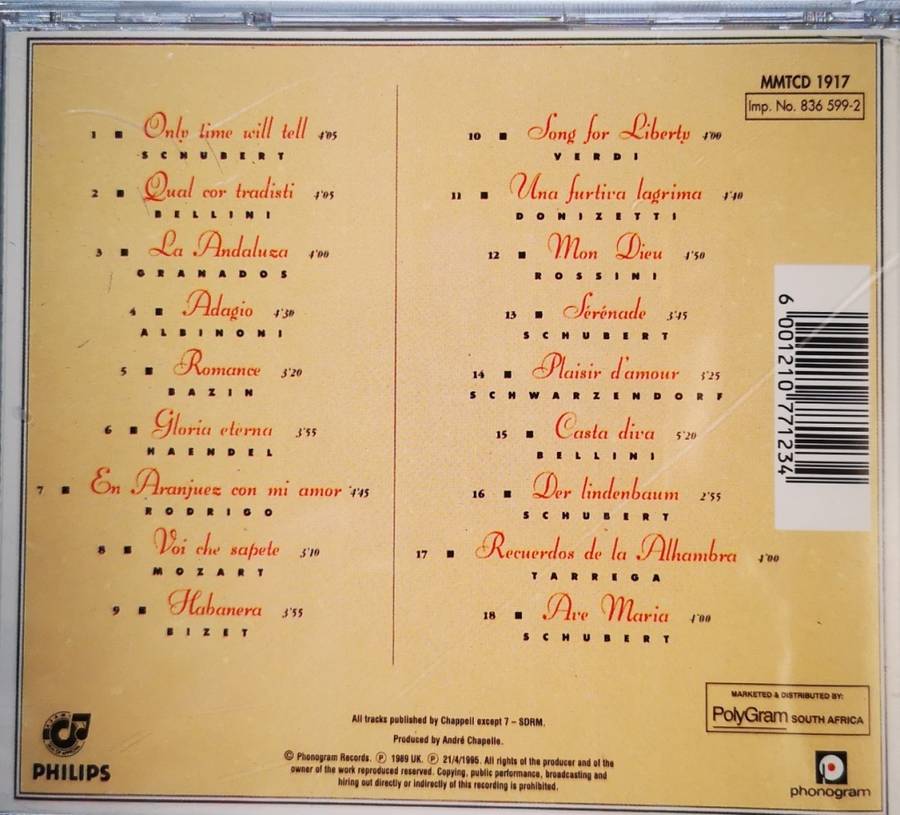 MMTCD 1917
Imp. No. 836 599-2
1 ■ Only time will tell 4'05
SCHUBERT
2 ■ Qual cor tradisti 4'05
BELLINI
3 ■ La Andaluza 4'00
GRANADOS
4 ■ Adagio 4'30
ALBINONI
5 ■ Romance 3'20
BAZIN
6 ■ Gloria eterna 3'55
HAENDEL
7 ■ En Aranjuez con mi amor 4'45
RODRIGO
8 ■ Voi che sapete 3'10
MOZART
9 ■ Habanera 3'55
BIZET
10 ■ Song for Liberty 4'00
VERDI
11 ■ Una furtiva lagrima 4'40
DONIZETTI
12 ■ Mon Dieu 4'50
ROSSINI
13 ■ Sérénade 3'45
SCHUBERT
14 ■ Plaisir d'amour 3'25
SCHWARZENDORF
15 ■ Casta diva 5'20
BELLINI
16 ■ Der lindenbaum 2'55
SCHUBERT
17 ■ Recuerdos de la Alhambra 4'00
TARREGA
18 ■ Ave Maria 4'00
SCHUBERT
6 001210 771234
All tracks published by Chappell except 7 – SDRM.
Produced by André Chapelle.
© Phonogram Records. Ⓟ 1989 UK. Ⓟ 21/4/1995. All rights of the producer and of the
owner of the work reproduced reserved. Copying, public performance, broadcasting and
hiring out directly or indirectly of this recording is prohibited.
PHILIPS
MARKETED & DISTRIBUTED BY:
PolyGram SOUTH AFRICA
phonogram